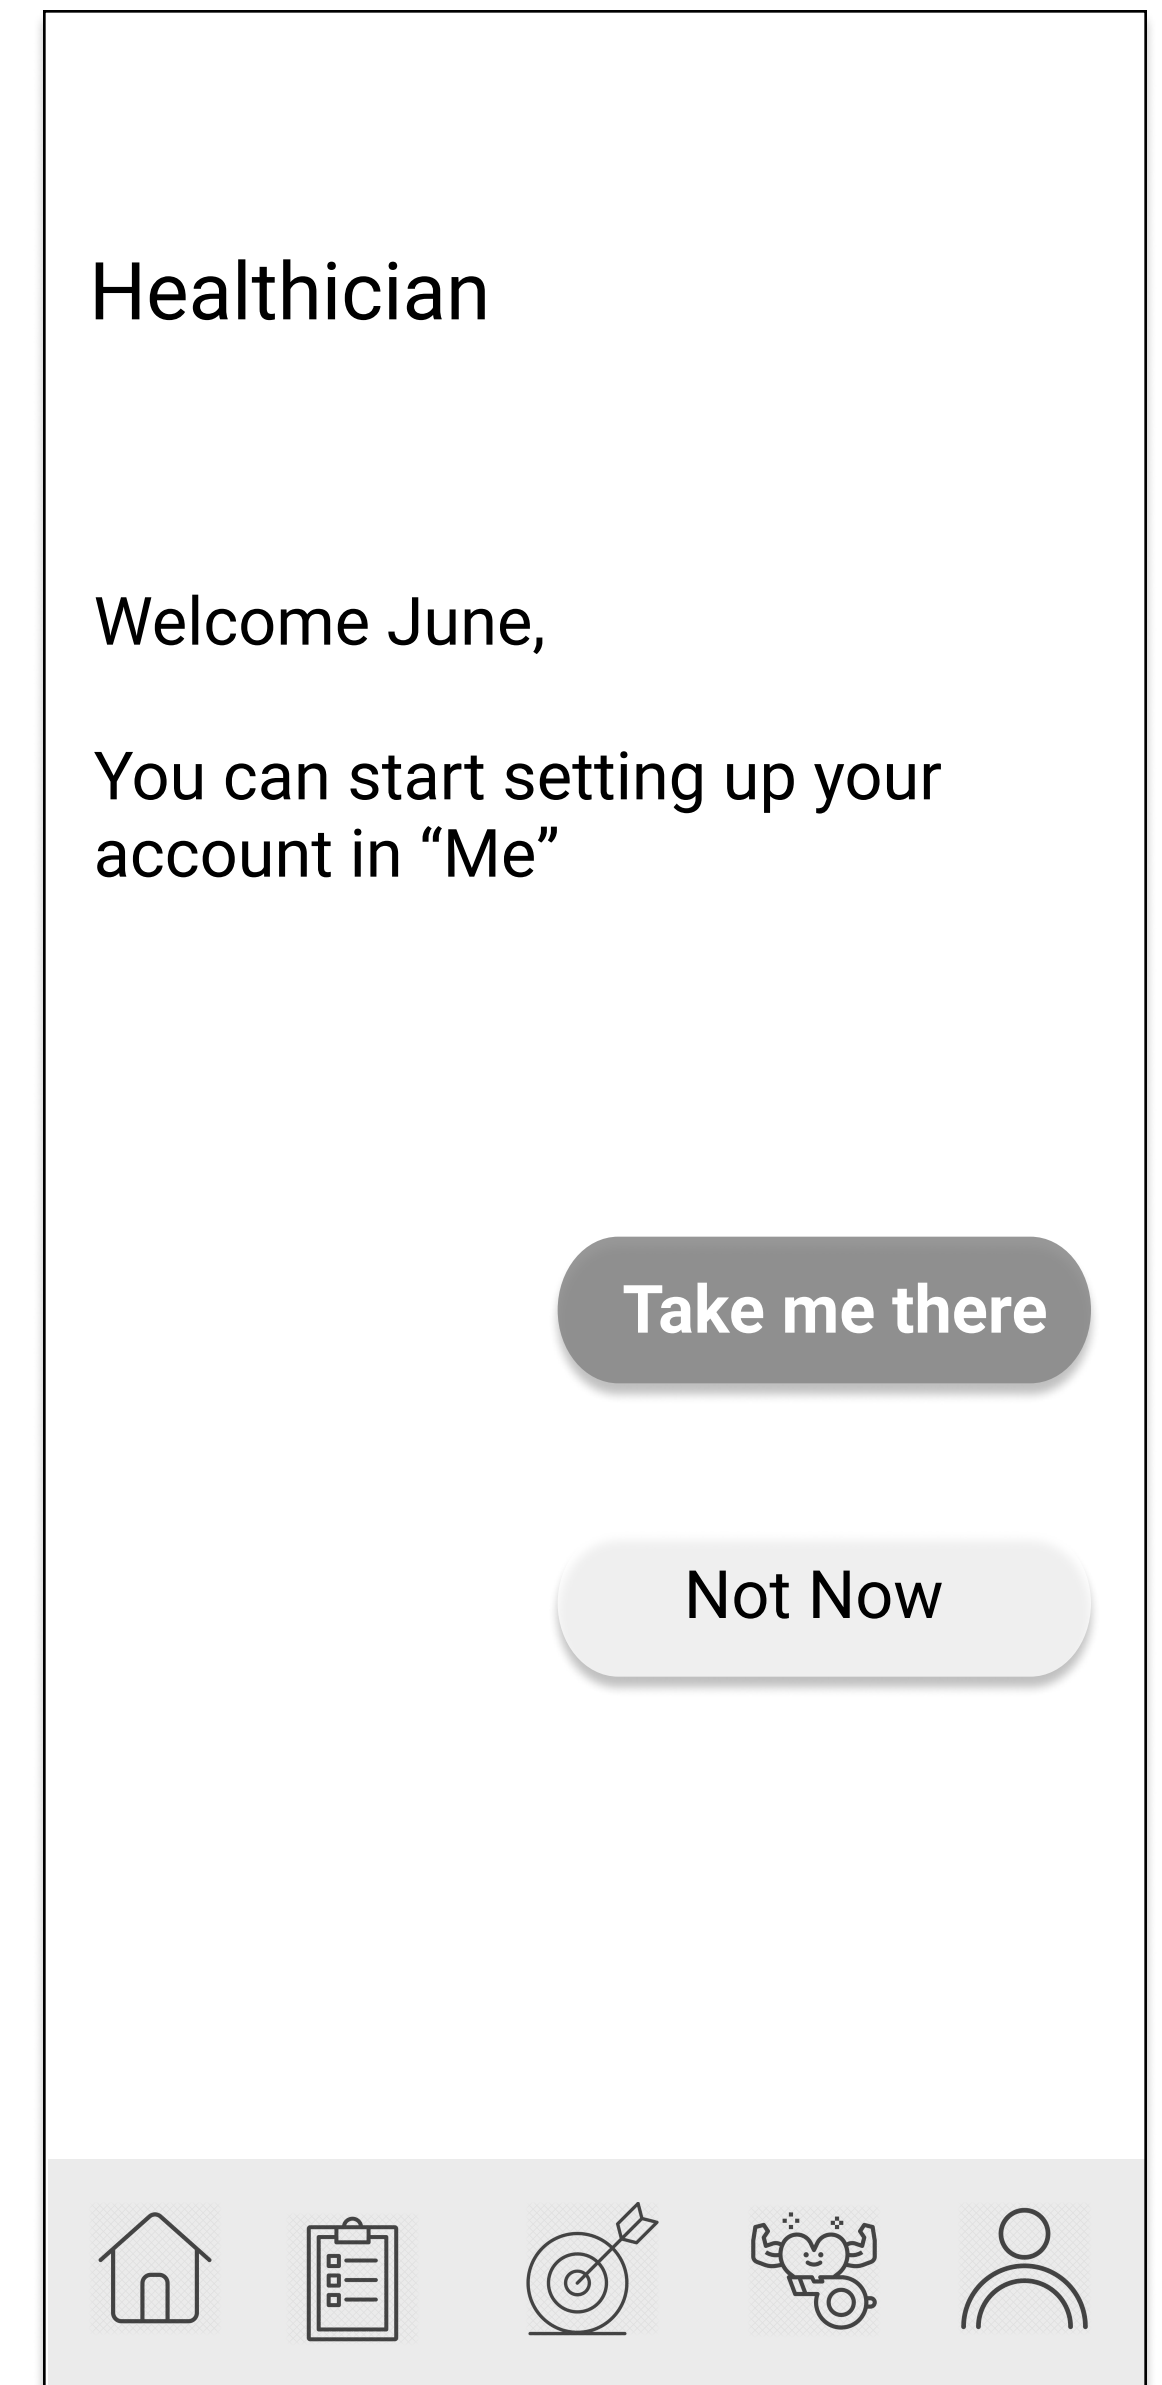 Healthician
Welcome June,
You can start setting up your
account in “Me”
Take me there
Not Now